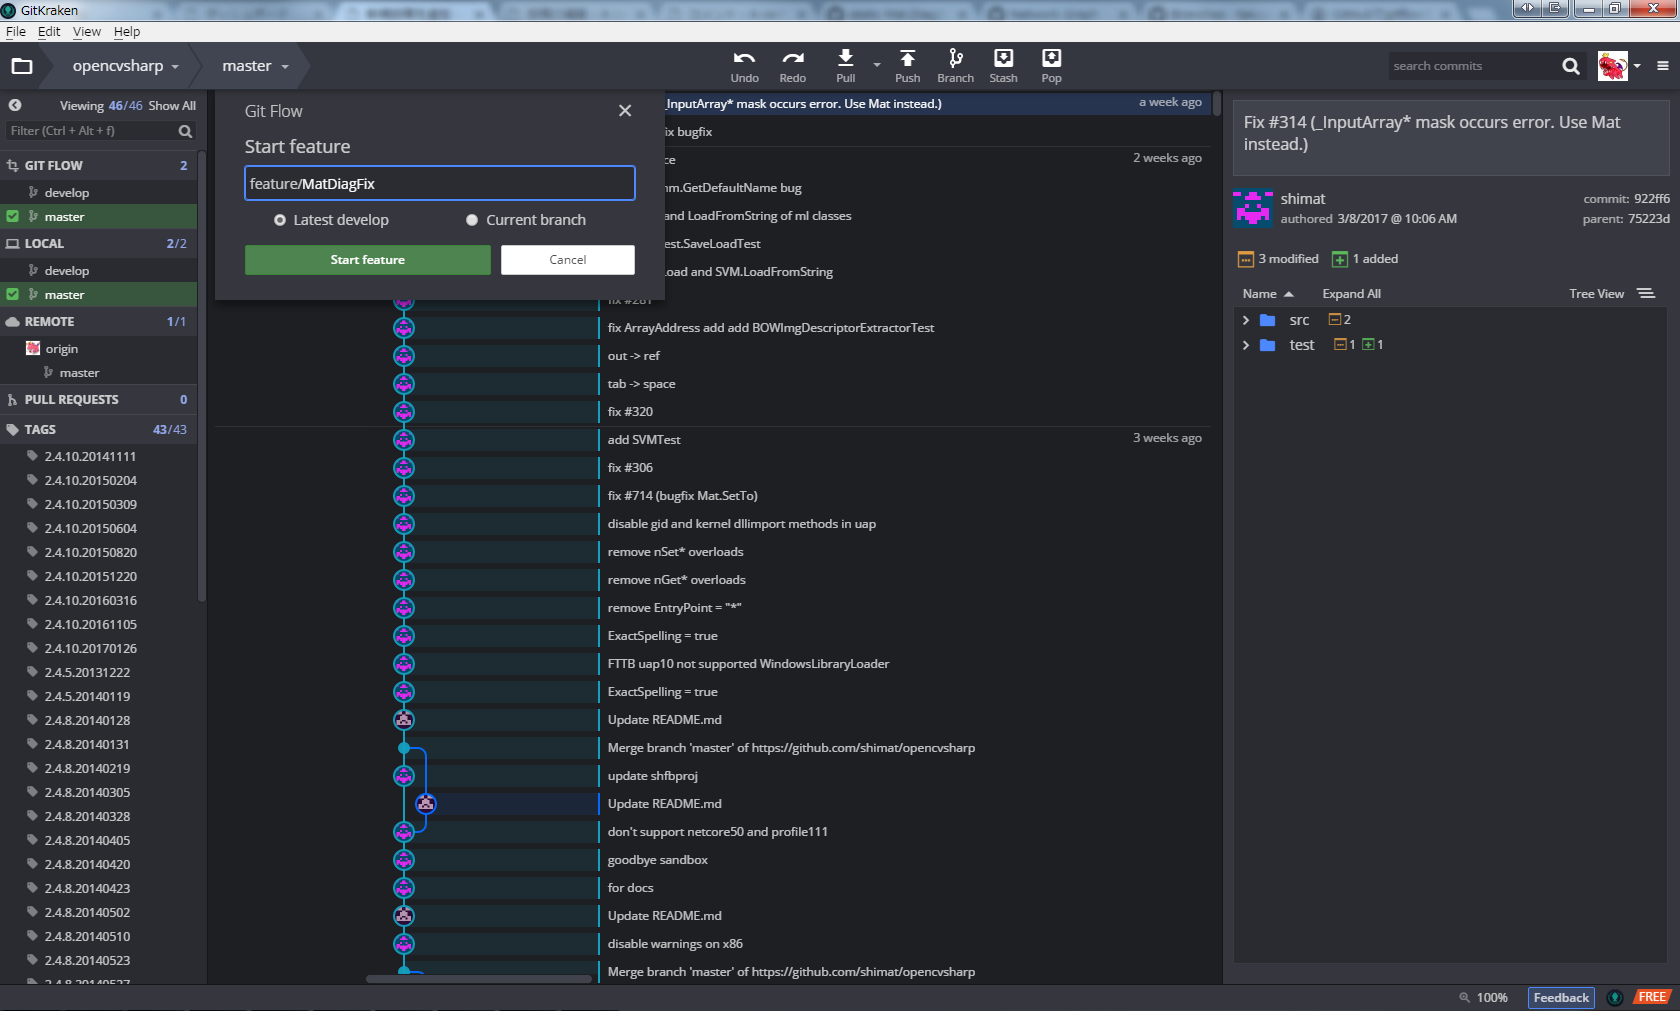 GitKraken
File Edit View Help
opencvsharp
master
Undo
Redo
Pull
Push
Branch
Stash
Pop
search commits
Viewing 46/46 Show All
Filter (Ctrl + Alt + f)
GIT FLOW 2
develop
master
LOCAL 2/2
develop
master
REMOTE 1/1
origin
master
PULL REQUESTS 0
TAGS 43/43
2.4.10.20141111
2.4.10.20150204
2.4.10.20150309
2.4.10.20150604
2.4.10.20150820
2.4.10.20151220
2.4.10.20160316
2.4.10.20161105
2.4.10.20170126
2.4.5.20131222
2.4.8.20140119
2.4.8.20140128
2.4.8.20140131
2.4.8.20140219
2.4.8.20140305
2.4.8.20140328
2.4.8.20140405
2.4.8.20140420
2.4.8.20140423
2.4.8.20140502
2.4.8.20140510
2.4.8.20140523
2.4.8.20140527
Git Flow
Start feature
feature/MatDiagFix
Latest develop
Current branch
Start feature
Cancel
_InputArray* mask occurs error. Use Mat instead.) a week ago
ix bugfix
ce 2 weeks ago
nm.GetDefaultName bug
and LoadFromString of ml classes
est.SaveLoadTest
Load and SVM.LoadFromString
fix #281
fix ArrayAddress add add BOWImgDescriptorExtractorTest
out -> ref
tab -> space
fix #320
add SVMTest 3 weeks ago
fix #306
fix #714 (bugfix Mat.SetTo)
disable gid and kernel dllimport methods in uap
remove nSet* overloads
remove nGet* overloads
remove EntryPoint = "*"
ExactSpelling = true
FTTB uap10 not supported WindowsLibraryLoader
ExactSpelling = true
Update README.md
Merge branch 'master' of https://github.com/shimat/opencvsharp
update shfbproj
Update README.md
don't support netcore50 and profile111
goodbye sandbox
for docs
Update README.md
disable warnings on x86
Merge branch 'master' of https://github.com/shimat/opencvsharp
Fix #314 (_InputArray* mask occurs error. Use Mat
instead.)
shimat commit: 922ff6
authored 3/8/2017 @ 10:06 AM parent: 75223d
3 modified 1 added
Name Expand All Tree View
src 2
test 1 1
100% Feedback FREE